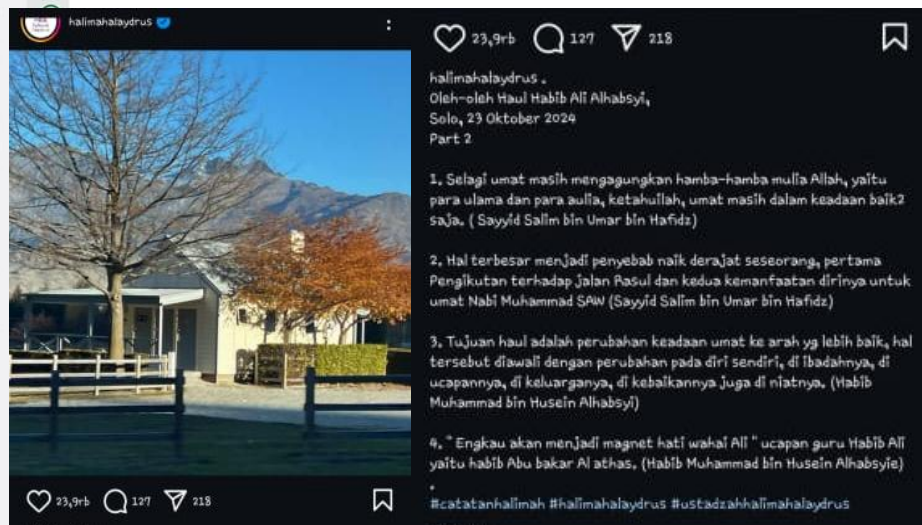 halimahalaydrus
23,9rb 127 218
23,9rb 127 218
halimahalaydrus .
Oleh-oleh Haul Habib Ali Alhabsyi,
Solo, 23 Oktober 2024
Part 2
1. Selagi umat masih mengagungkan hamba-hamba mulia Allah, yaitu
para ulama dan para aulia, ketahuilah, umat masih dalam keadaan baik2
saja. ( Sayyid Salim bin Umar bin Hafidz)
2. Hal terbesar menjadi penyebab naik derajat seseorang, pertama
Pengikutan terhadap jalan Rasul dan kedua kemanfaatan dirinya untuk
umat Nabi Muhammad SAW (Sayyid Salim bin Umar bin Hafidz)
3. Tujuan haul adalah perubahan keadaan umat ke arah yg lebih baik, hal
tersebut diawali dengan perubahan pada diri sendiri, di ibadahnya, di
ucapannya, di keluarganya, di kebaikannya juga di niatnya. (Habib
Muhammad bin Husein Alhabsyi)
4. " Engkau akan menjadi magnet hati wahai Ali " ucapan guru Habib Ali
yaitu habib Abu bakar Al athas. (Habib Muhammad bin Husein Alhabsyie)
.
#catatanhalimah #halimahalaydrus #ustadzahhalimahalaydrus